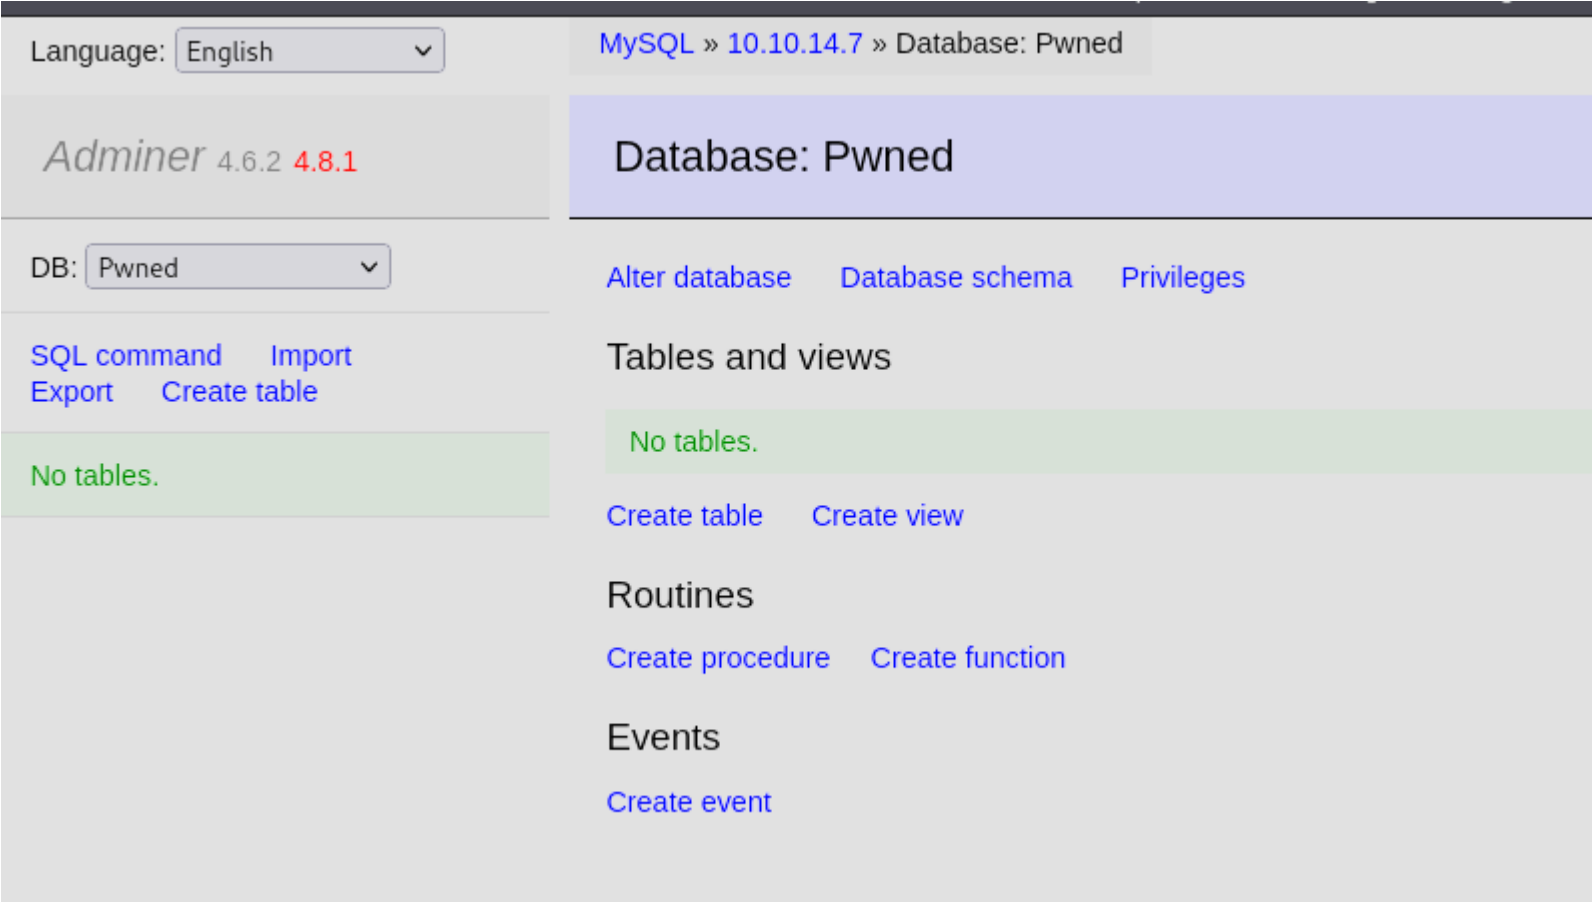 Language: English
MySQL » 10.10.14.7 » Database: Pwned
Adminer 4.6.2 4.8.1
Database: Pwned
DB: Pwned
SQL command Import
Export Create table
No tables.
Alter database Database schema Privileges
Tables and views
No tables.
Create table Create view
Routines
Create procedure Create function
Events
Create event